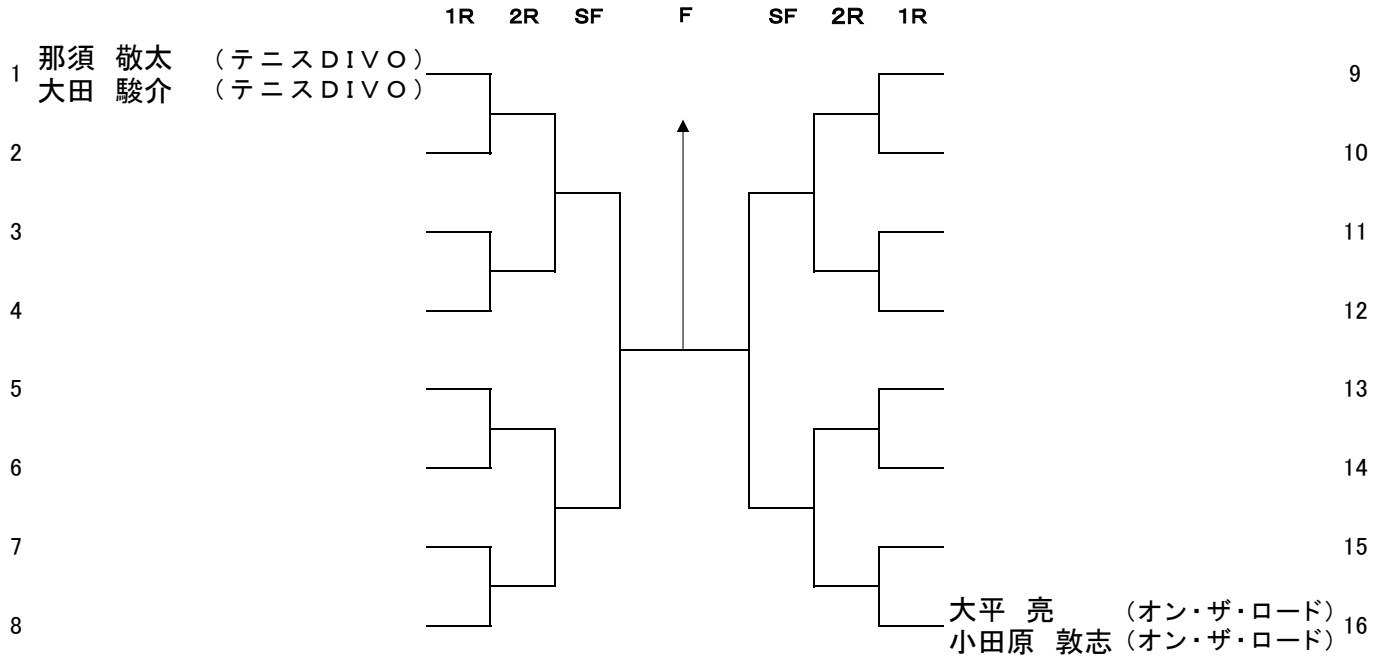 1R 2R SF F SF 2R 1R
1 那須 敬太 (テニスDIVO)
大田 駿介 (テニスDIVO)
2
3
4
5
6
7
8
9
10
11
12
13
14
15
大平 亮 (オン・ザ・ロード)
小田原 敦志 (オン・ザ・ロード) 16